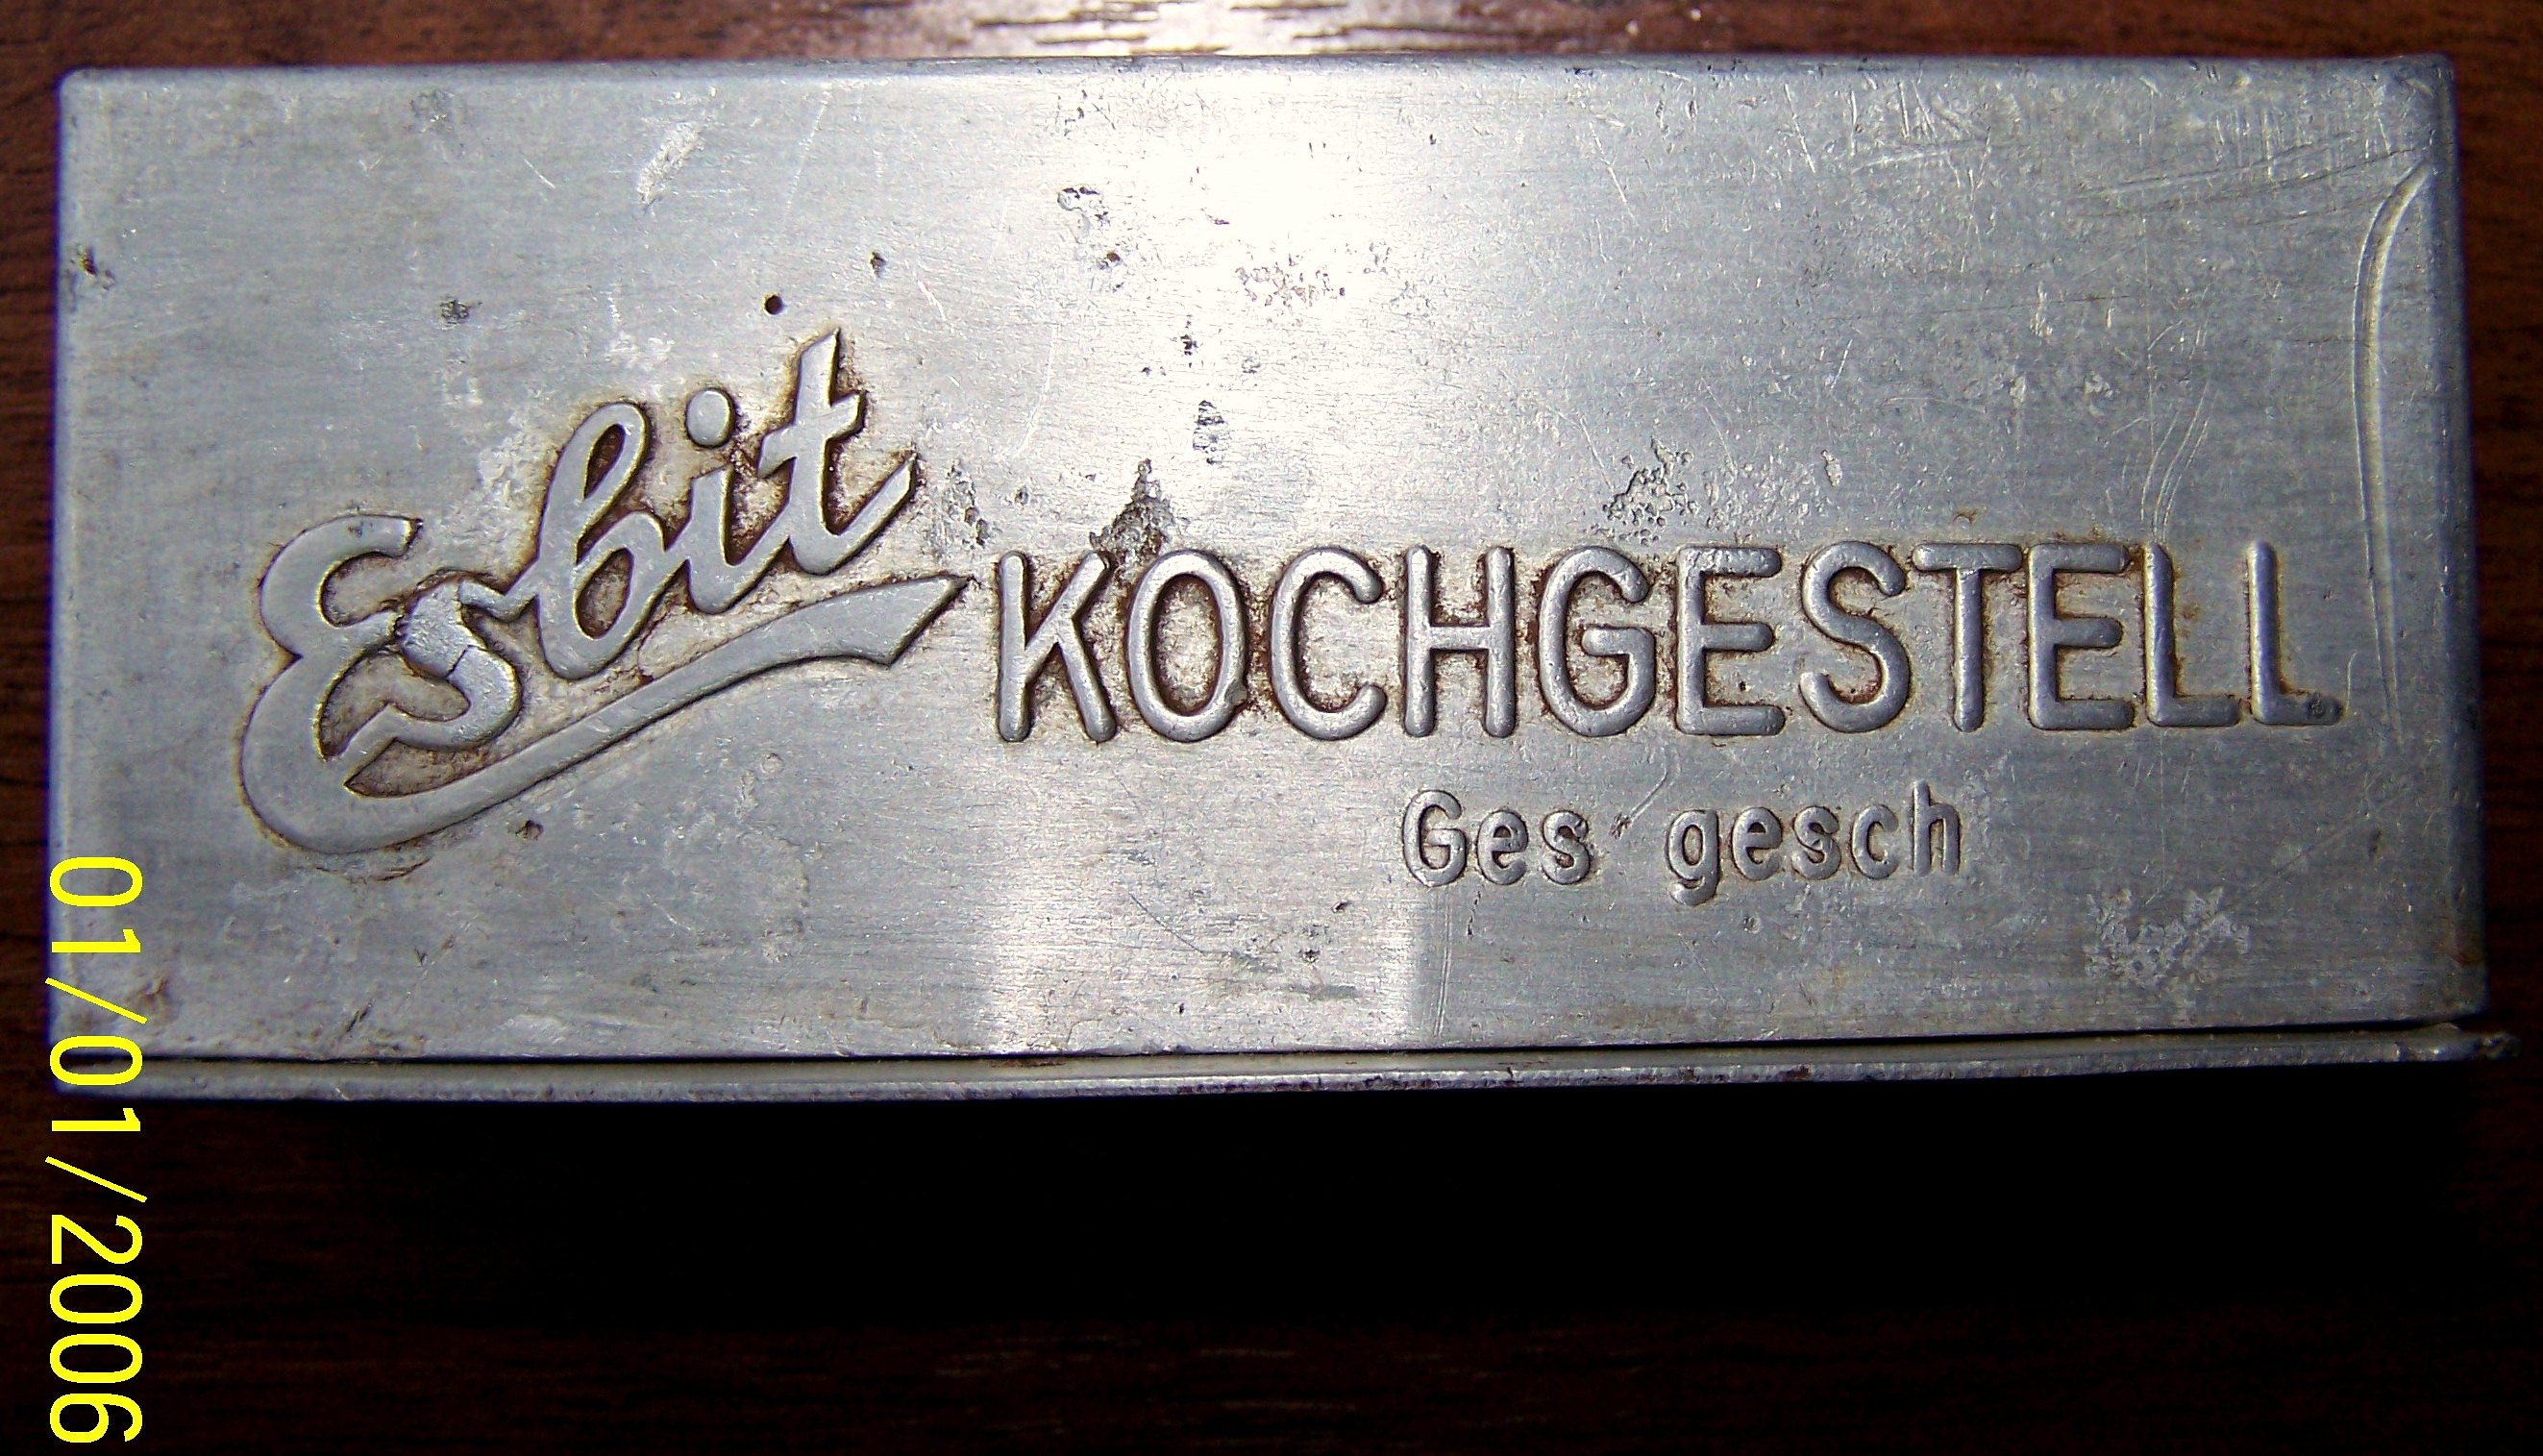 Esbit KOCHGESTELL
Ges gesch
01/01/2006